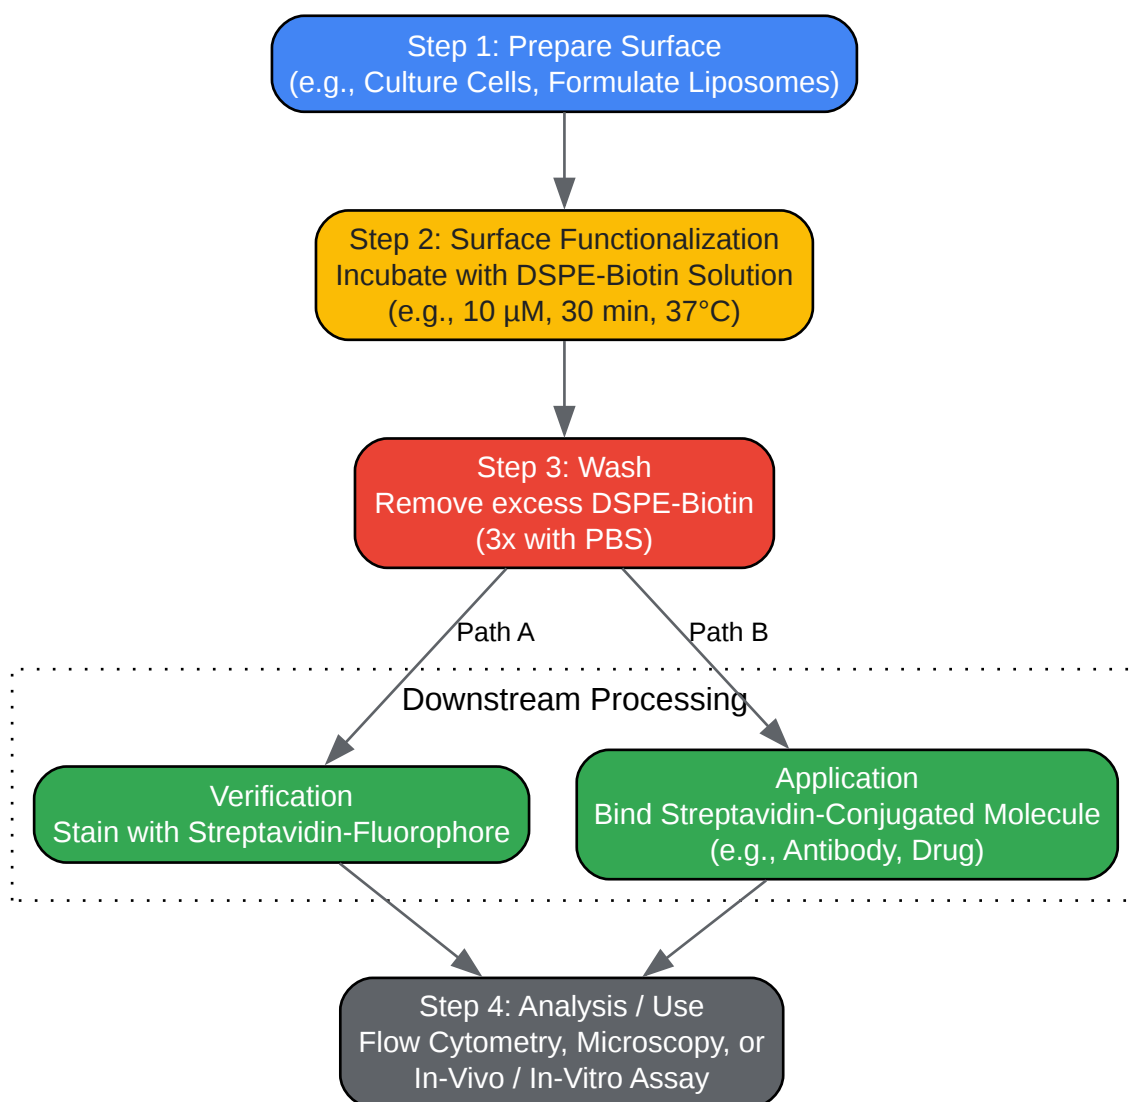 Step 1: Prepare Surface
(e.g., Culture Cells, Formulate Liposomes)
Step 2: Surface Functionalization
Incubate with DSPE-Biotin Solution
(e.g., 10 µM, 30 min, 37°C)
Step 3: Wash
Remove excess DSPE-Biotin
(3x with PBS)
Path A
Path B
Downstream Processing
Verification
Stain with Streptavidin-Fluorophore
Application
Bind Streptavidin-Conjugated Molecule
(e.g., Antibody, Drug)
Step 4: Analysis / Use
Flow Cytometry, Microscopy, or
In-Vivo / In-Vitro Assay